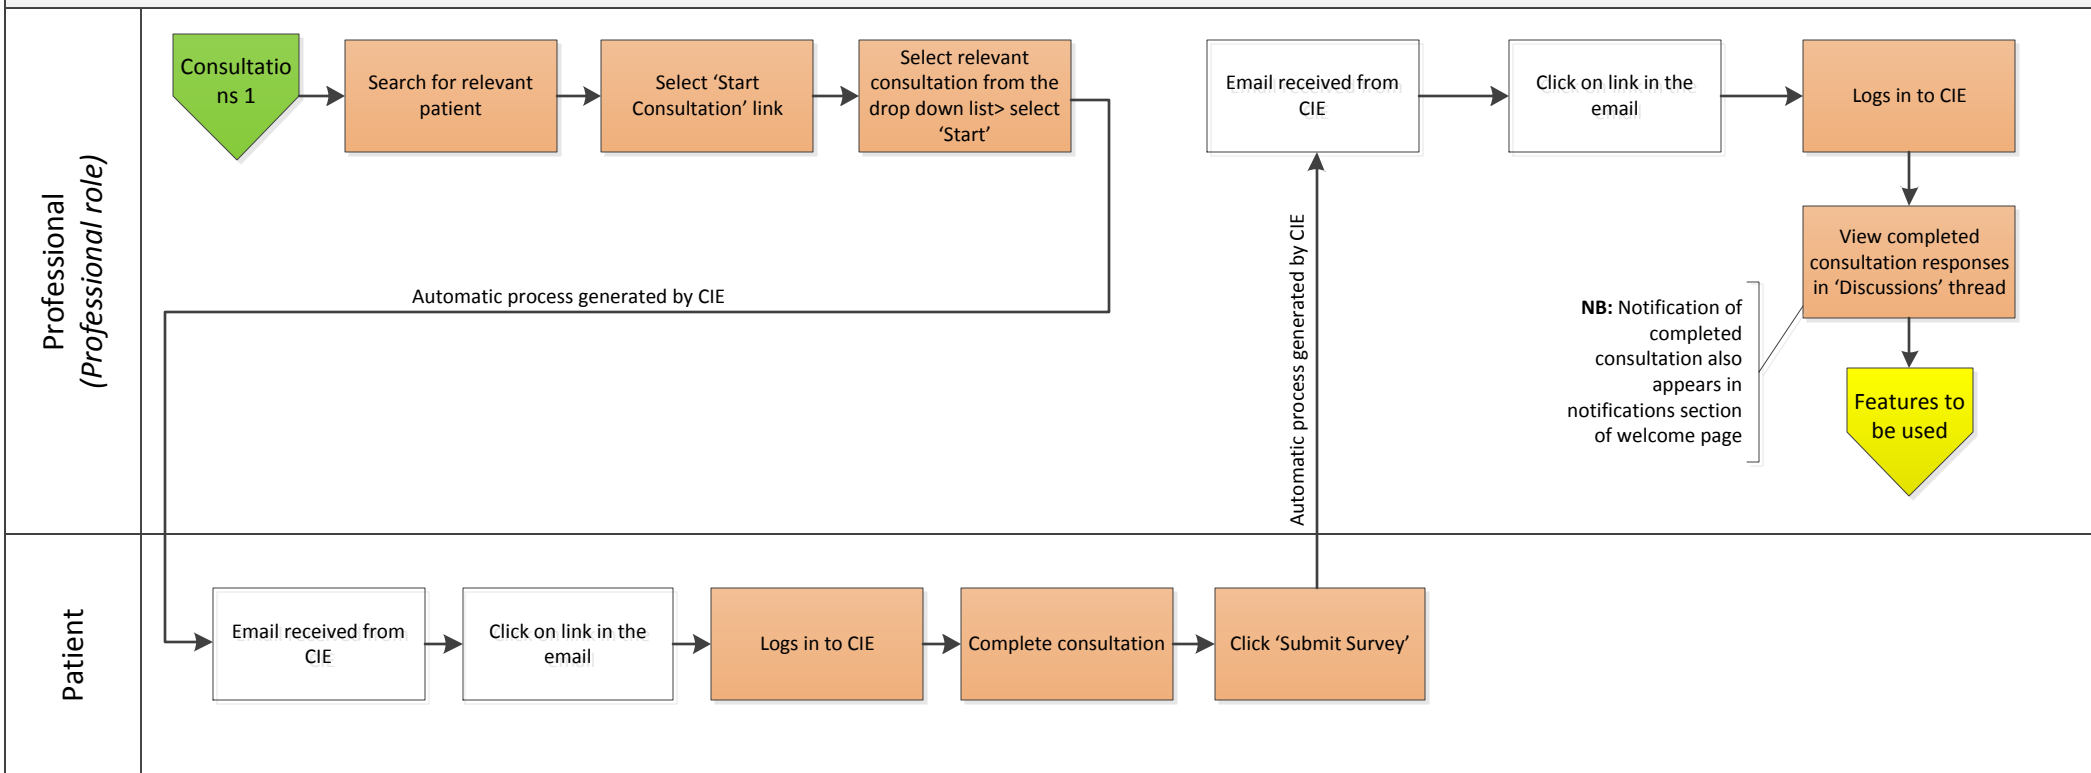 Professional
(Professional role)
Consultatio
ns 1
Search for relevant
patient
Select ‘Start
Consultation’ link
Select relevant
consultation from the
drop down list> select
‘Start’
Automatic process generated by CIE
Email received from
CIE
Click on link in the
email
Logs in to CIE
View completed
consultation responses
in ‘Discussions’ thread
NB: Notification of
completed
consultation also
appears in
notifications section
of welcome page
Features to
be used
Automatic process generated by CIE
Patient
Email received from
CIE
Click on link in the
email
Logs in to CIE
Complete consultation
Click ‘Submit Survey’